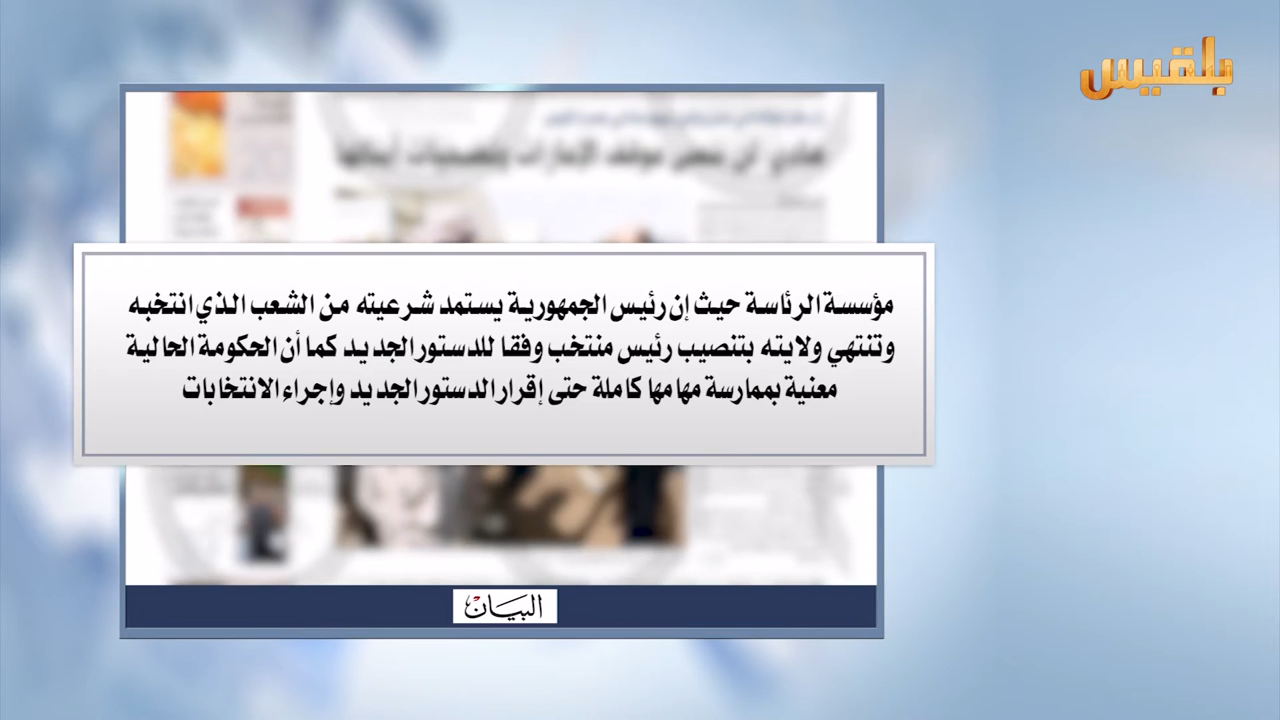 بلقيس
مؤسسة الرئاسة حيث إن رئيس الجمهورية يستمد شرعيته من الشعب الذي انتخبه
وتنتهي ولايته بتنصيب رئيس منتخب وفقا للدستور الجديد كما أن الحكومة الحالية
معنية بممارسة مهامها كاملة حتى إقرار الدستور الجديد وإجراء الانتخابات
البيان